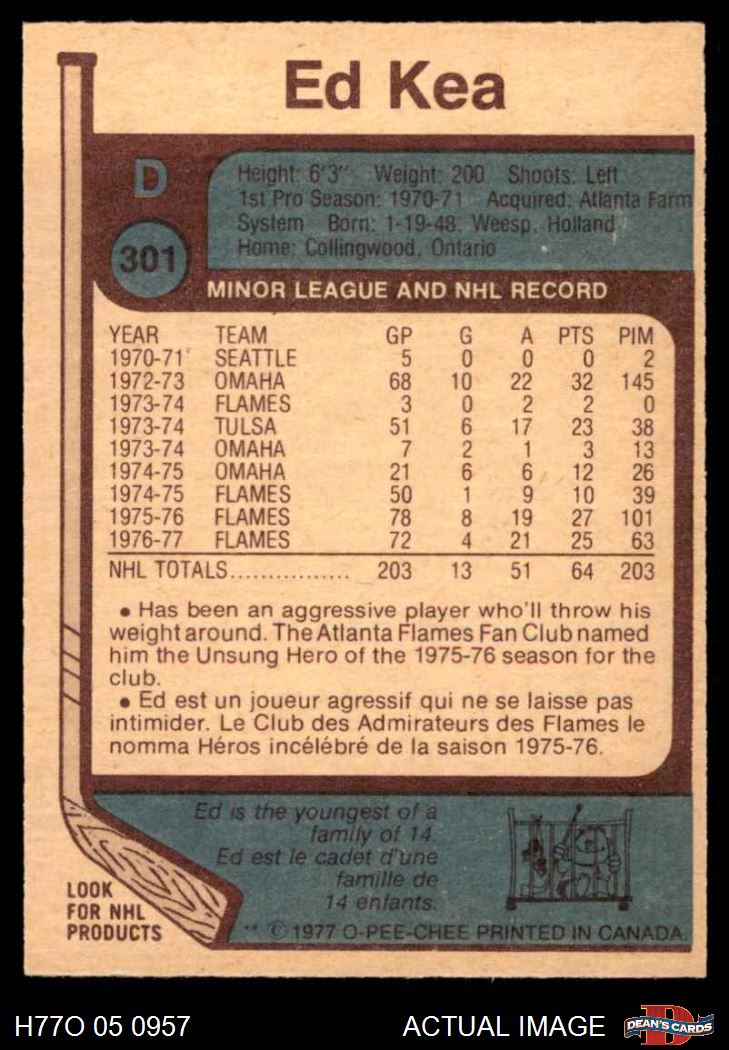 Ed Kea
D
301
Height: 6'3" Weight: 200 Shoots: Left
1st Pro Season: 1970-71 Acquired: Atlanta Farm
System Born: 1-19-48, Weesp, Holland
Home: Collingwood, Ontario
MINOR LEAGUE AND NHL RECORD
YEAR TEAM GP G A PTS PIM
1970-71 SEATTLE 5 0 0 0 2
1972-73 OMAHA 68 10 22 32 145
1973-74 FLAMES 3 0 2 2 0
1973-74 TULSA 51 6 17 23 38
1973-74 OMAHA 7 2 1 3 13
1974-75 OMAHA 21 6 6 12 26
1974-75 FLAMES 50 1 9 10 39
1975-76 FLAMES 78 8 19 27 101
1976-77 FLAMES 72 4 21 25 63
NHL TOTALS................ 203 13 51 64 203
• Has been an aggressive player who'll throw his
weight around. The Atlanta Flames Fan Club named
him the Unsung Hero of the 1975-76 season for the
club.
• Ed est un joueur agressif qui ne se laisse pas
intimider. Le Club des Admirateurs des Flames le
nomma Héros incélébré de la saison 1975-76.
Ed is the youngest of a
family of 14.
Ed est le cadet d'une
famille de
14 enfants.
LOOK
FOR NHL
PRODUCTS
** © 1977 O-PEE-CHEE PRINTED IN CANADA.
H77O 05 0957 ACTUAL IMAGE
D
DEAN'S CARDS